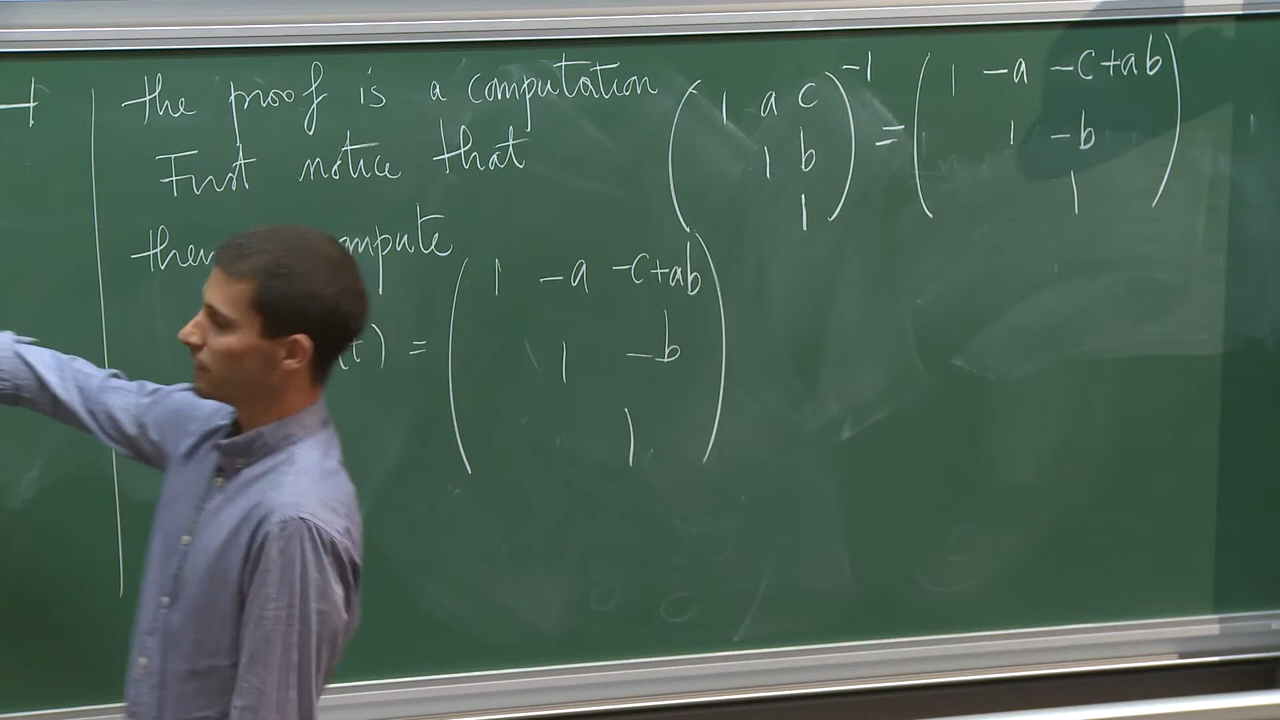 the proof is a computation
First notice that
( 1 a c
1 b
1 )⁻¹ = ( 1 -a -c+ab
1 -b
1 )
compute
(t) = ( 1 -a -c+ab
1 -b
1 )